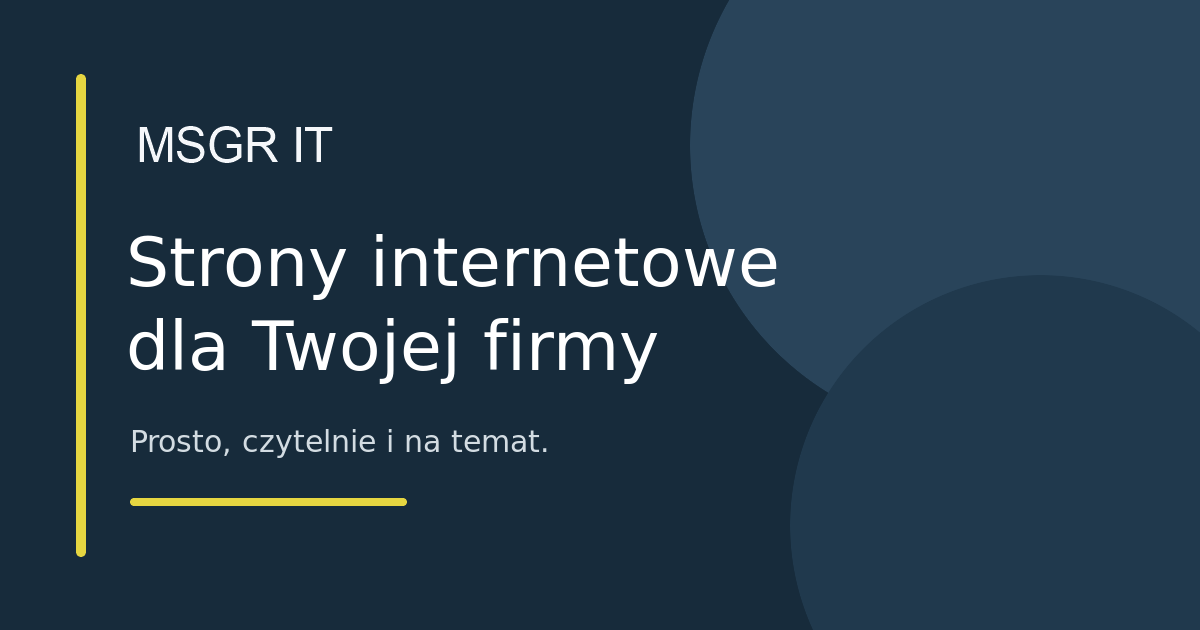 MSGR IT
Strony internetowe
dla Twojej firmy
Prosto, czytelnie i na temat.